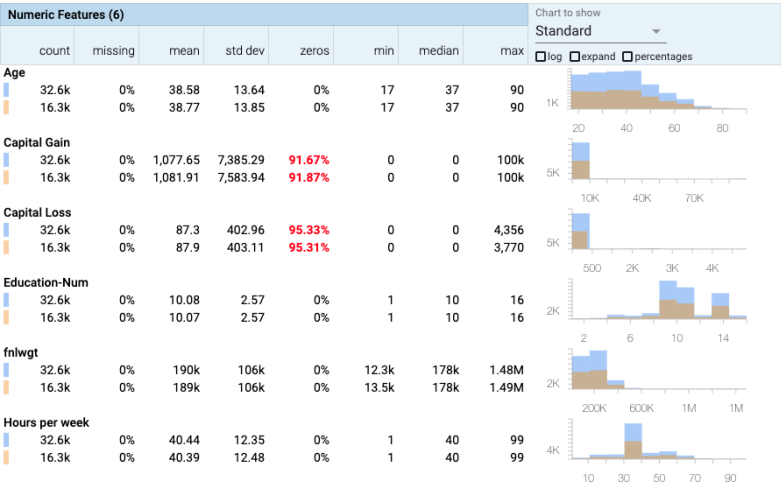 Numeric Features (6)
Chart to show
Standard
count missing mean std dev zeros min median max
log expand percentages
Age
32.6k 0% 38.58 13.64 0% 17 37 90
16.3k 0% 38.77 13.85 0% 17 37 90
1K
20 40 60 80
Capital Gain
32.6k 0% 1,077.65 7,385.29 91.67% 0 0 100k
16.3k 0% 1,081.91 7,583.94 91.87% 0 0 100k
5K
10K 40K 70K
Capital Loss
32.6k 0% 87.3 402.96 95.33% 0 0 4,356
16.3k 0% 87.9 403.11 95.31% 0 0 3,770
5K
500 2K 3K 4K
Education-Num
32.6k 0% 10.08 2.57 0% 1 10 16
16.3k 0% 10.07 2.57 0% 1 10 16
2K
2 6 10 14
fnlwgt
32.6k 0% 190k 106k 0% 12.3k 178k 1.48M
16.3k 0% 189k 106k 0% 13.5k 178k 1.49M
2K
200K 600K 1M 1M
Hours per week
32.6k 0% 40.44 12.35 0% 1 40 99
16.3k 0% 40.39 12.48 0% 1 40 99
4K
10 30 50 70 90